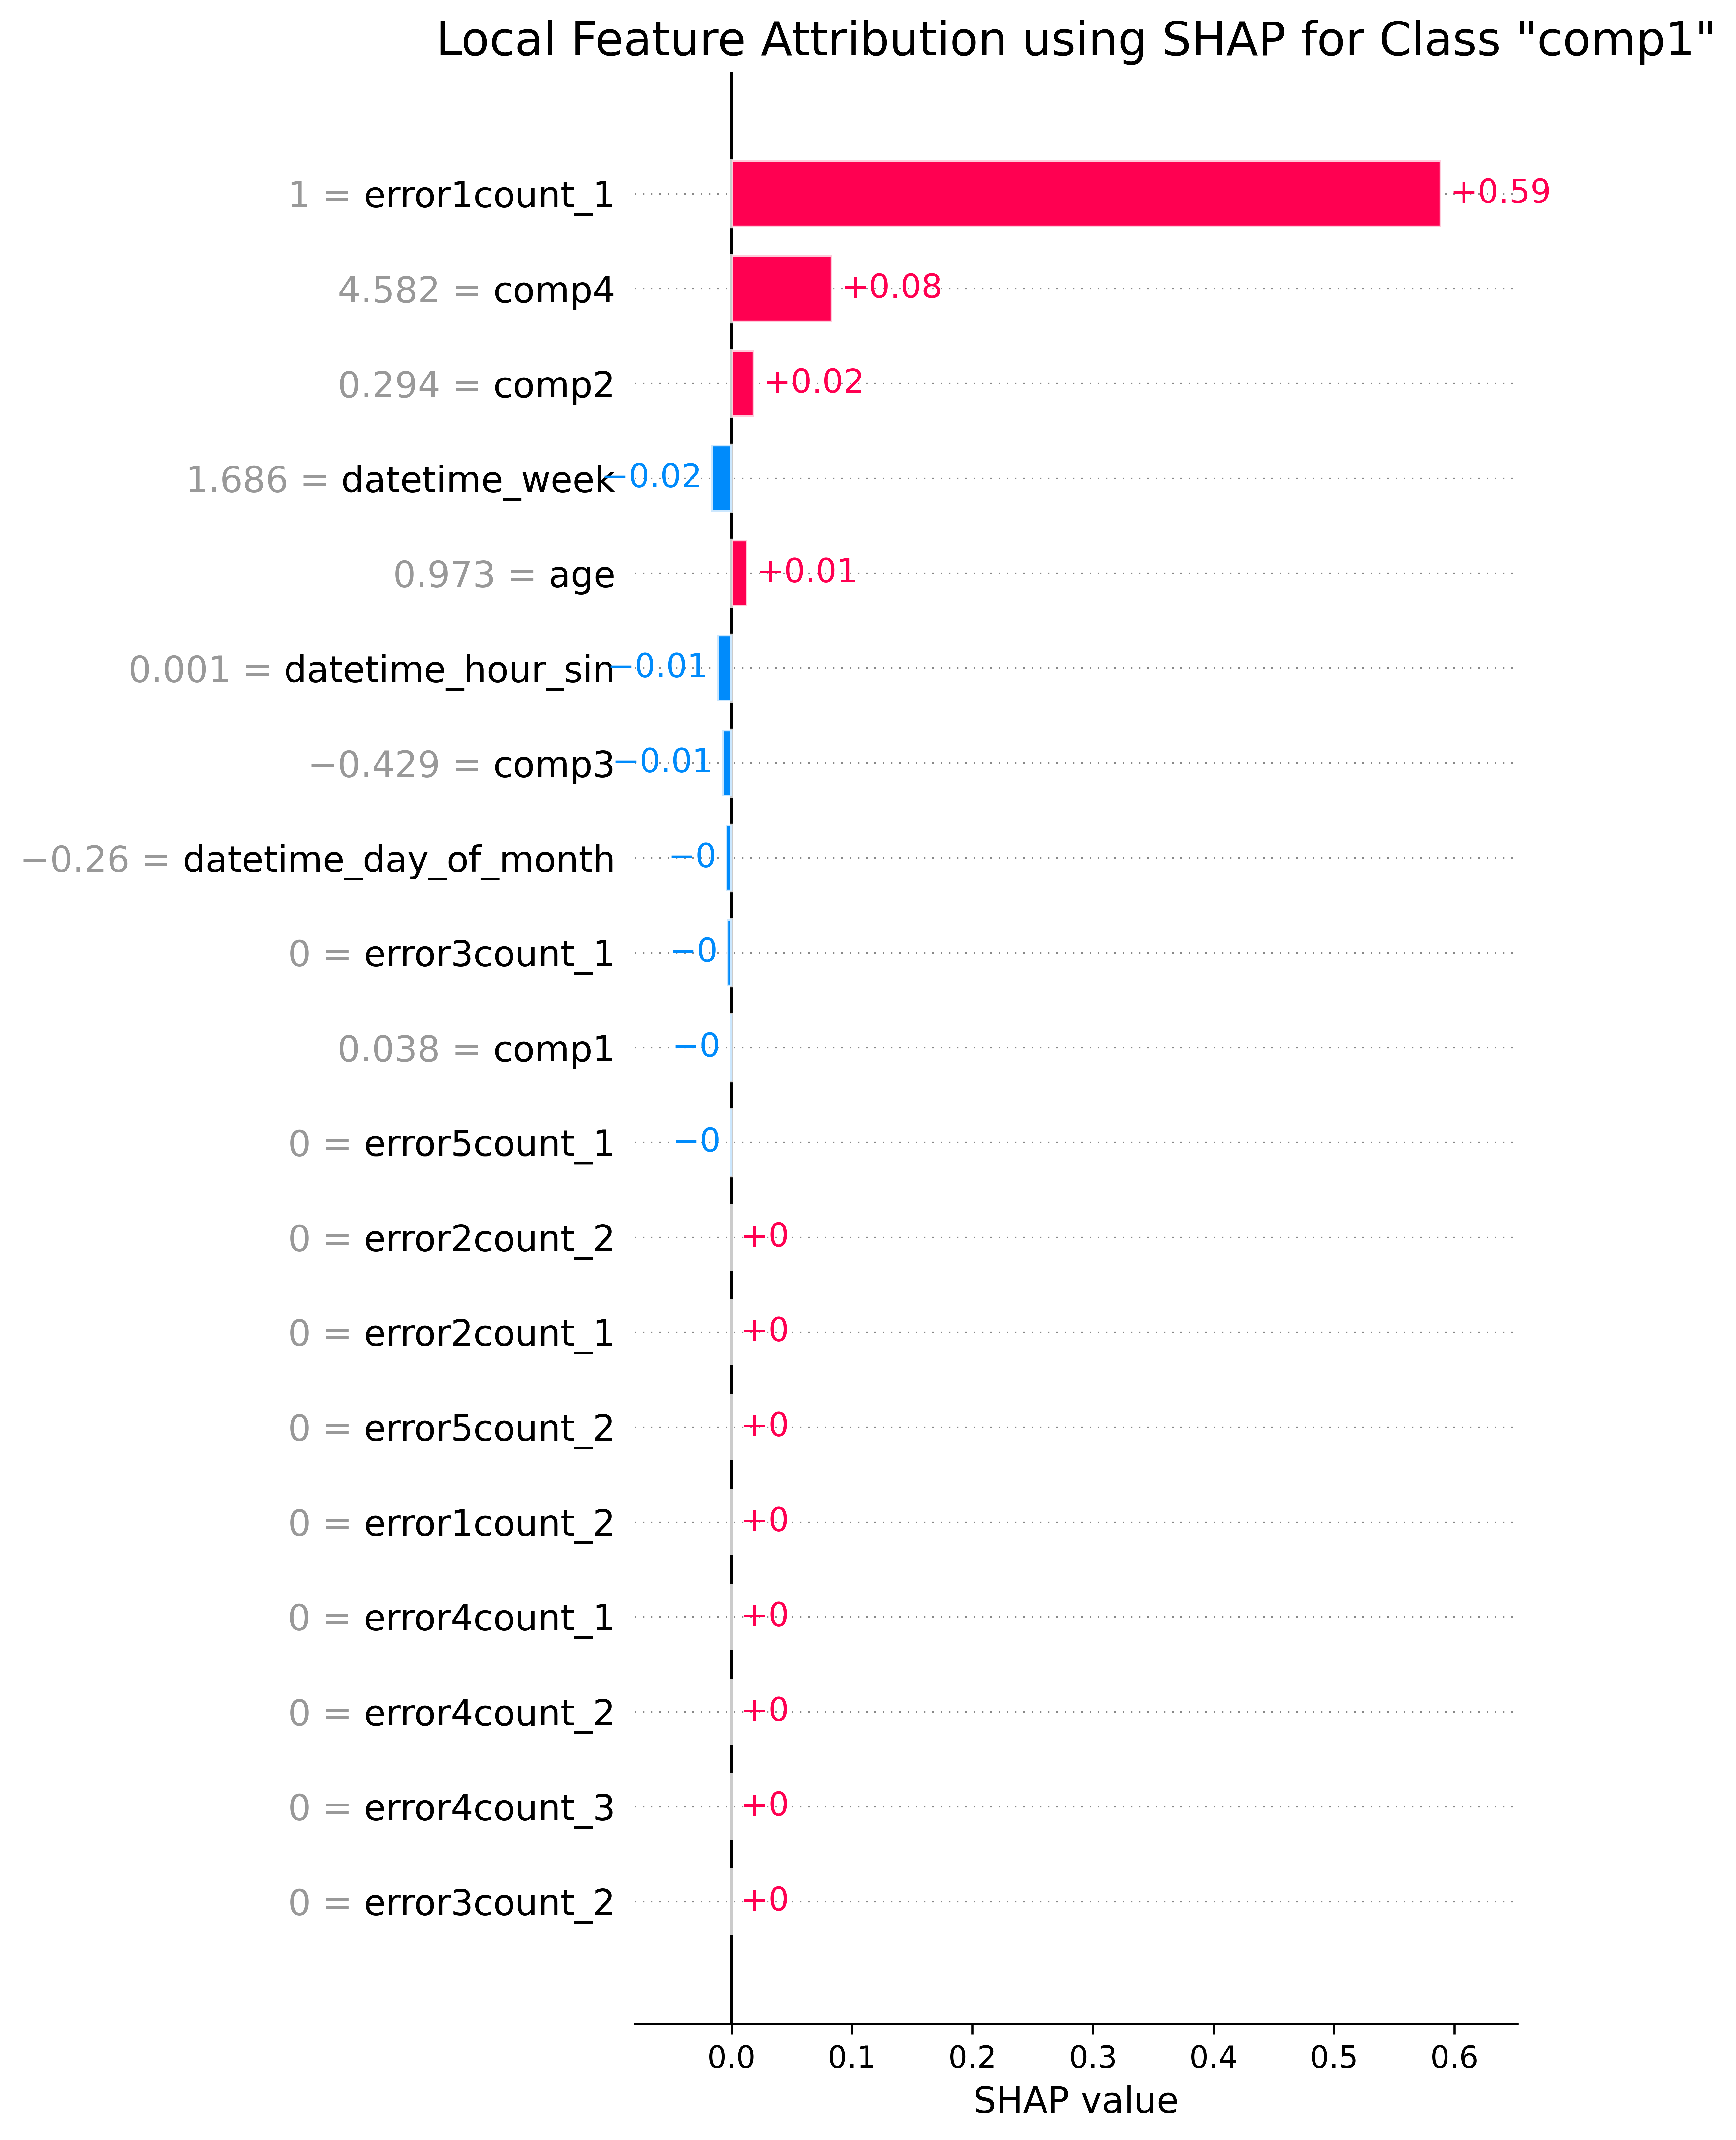 Local Feature Attribution using SHAP for Class "comp1"
1 = error1count_1 +0.59
4.582 = comp4 +0.08
0.294 = comp2 +0.02
1.686 = datetime_week −0.02
0.973 = age +0.01
0.001 = datetime_hour_sin −0.01
−0.429 = comp3 −0.01
−0.26 = datetime_day_of_month −0
0 = error3count_1 −0
0.038 = comp1 −0
0 = error5count_1 −0
0 = error2count_2 +0
0 = error2count_1 +0
0 = error5count_2 +0
0 = error1count_2 +0
0 = error4count_1 +0
0 = error4count_2 +0
0 = error4count_3 +0
0 = error3count_2 +0
0.0 0.1 0.2 0.3 0.4 0.5 0.6
SHAP value